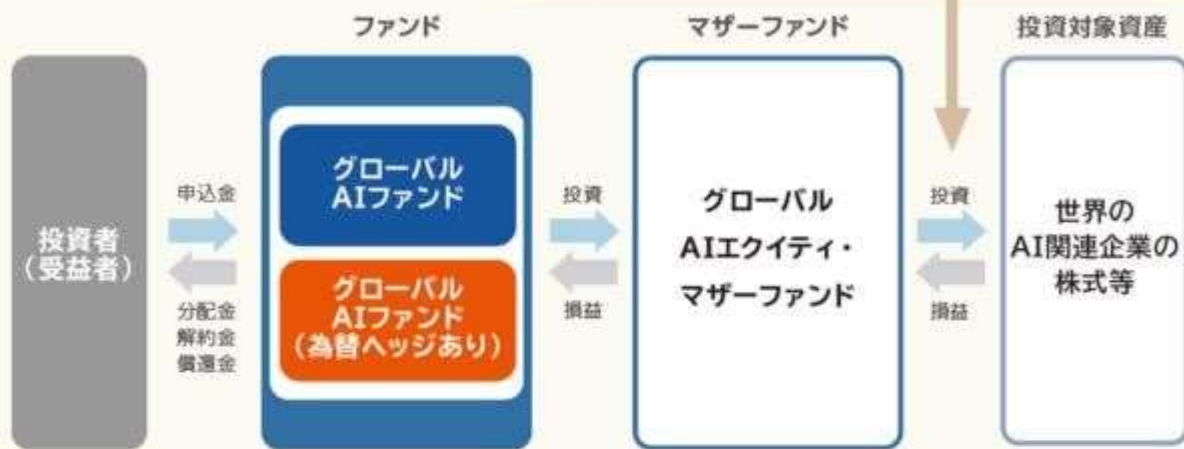 ファンド
マザーファンド
投資対象資産
投資者
（受益者）
申込金
分配金
解約金
償還金
グローバル
AIファンド
グローバル
AIファンド
（為替ヘッジあり）
投資
損益
グローバル
AIエクイティ・
マザーファンド
投資
損益
世界の
AI関連企業の
株式等